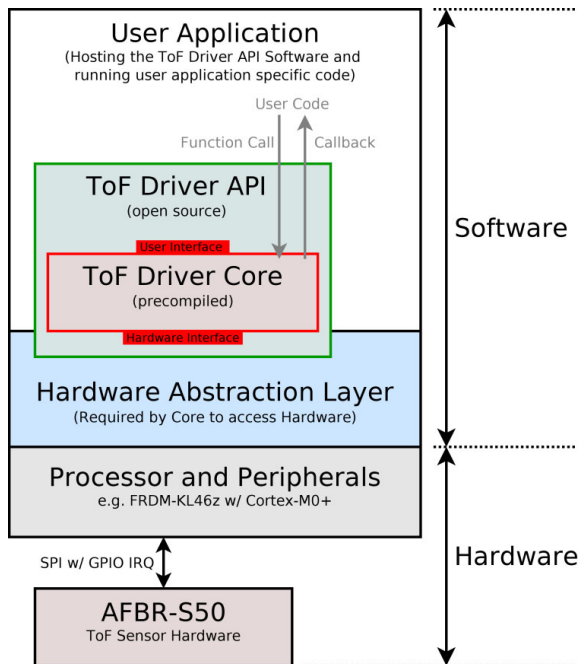 User Application
(Hosting the ToF Driver API Software and
running user application specific code)
User Code
Function Call
Callback
ToF Driver API
(open source)
User Interface
ToF Driver Core
(precompiled)
Hardware Interface
Software
Hardware Abstraction Layer
(Required by Core to access Hardware)
Processor and Peripherals
e.g. FRDM-KL46z w/ Cortex-M0+
SPI w/ GPIO IRQ
Hardware
AFBR-S50
ToF Sensor Hardware